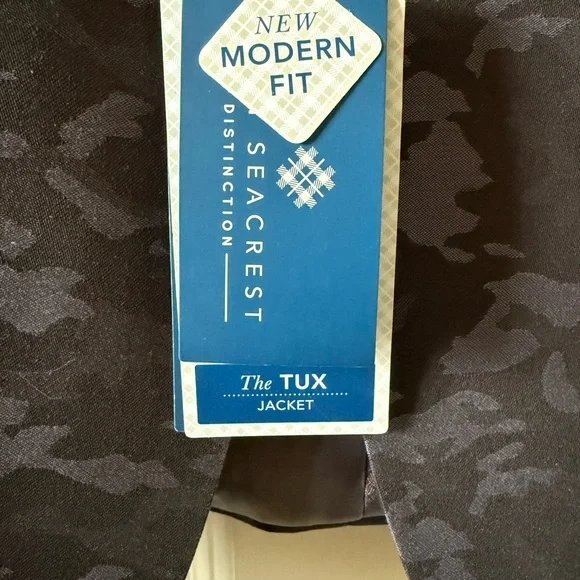 NEW
MODERN
FIT
SEACREST
DISTINCTION
The TUX
JACKET